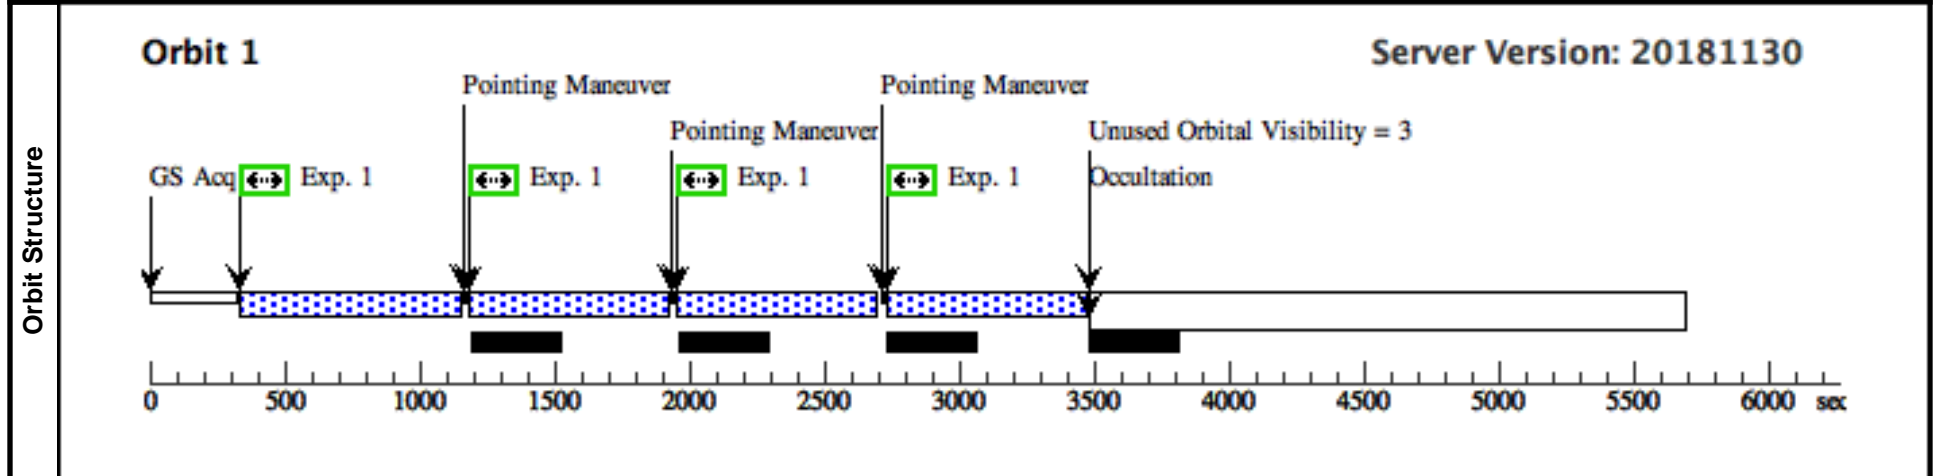 Orbit Structure
Orbit 1
Server Version: 20181130
Pointing Maneuver
Pointing Maneuver
Pointing Maneuver
Unused Orbital Visibility = 3
GS Acq
Exp. 1
Exp. 1
Exp. 1
Exp. 1
Occultation
0 500 1000 1500 2000 2500 3000 3500 4000 4500 5000 5500 6000 sec